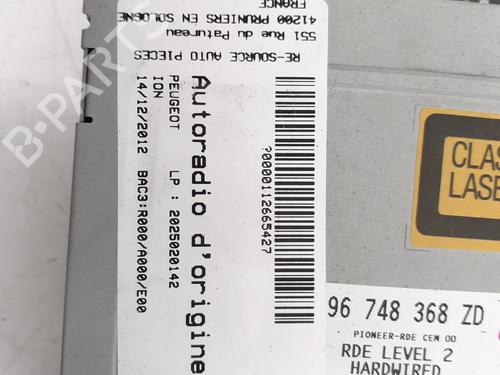 RE-SOURCE AUTO PIECES
551 Rue du Patureau
41200 PRUNIERS EN SOLOGNE
FRANCE
?0000112665427
Autoradio d'origine
PEUGEOT LP : 2025020142
ION
14/12/2012 BAC3:R000/A000/E00
CLAS
LASE
96 748 368 ZD
PIONEER-RDE CEM 00
RDE LEVEL 2
HARDWIRED